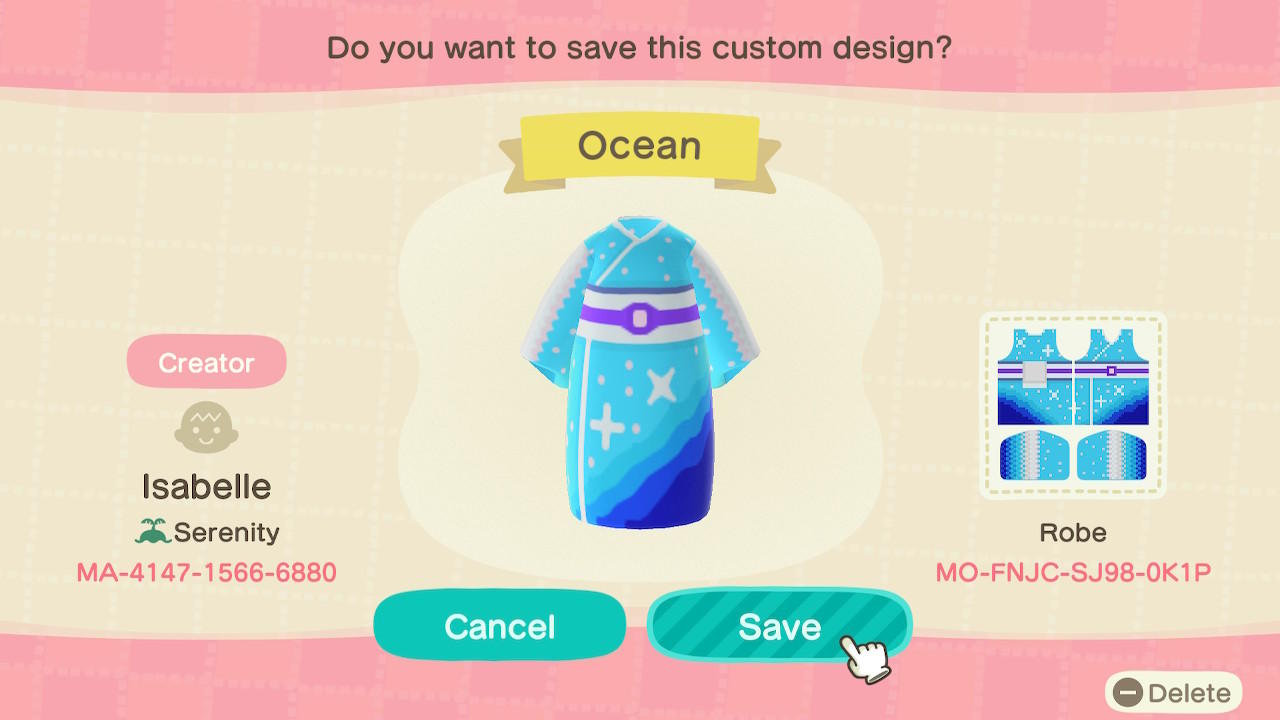 Do you want to save this custom design?
Ocean
Creator
Isabelle
Serenity
MA-4147-1566-6880
Robe
MO-FNJC-SJ98-0K1P
Cancel
Save
Delete